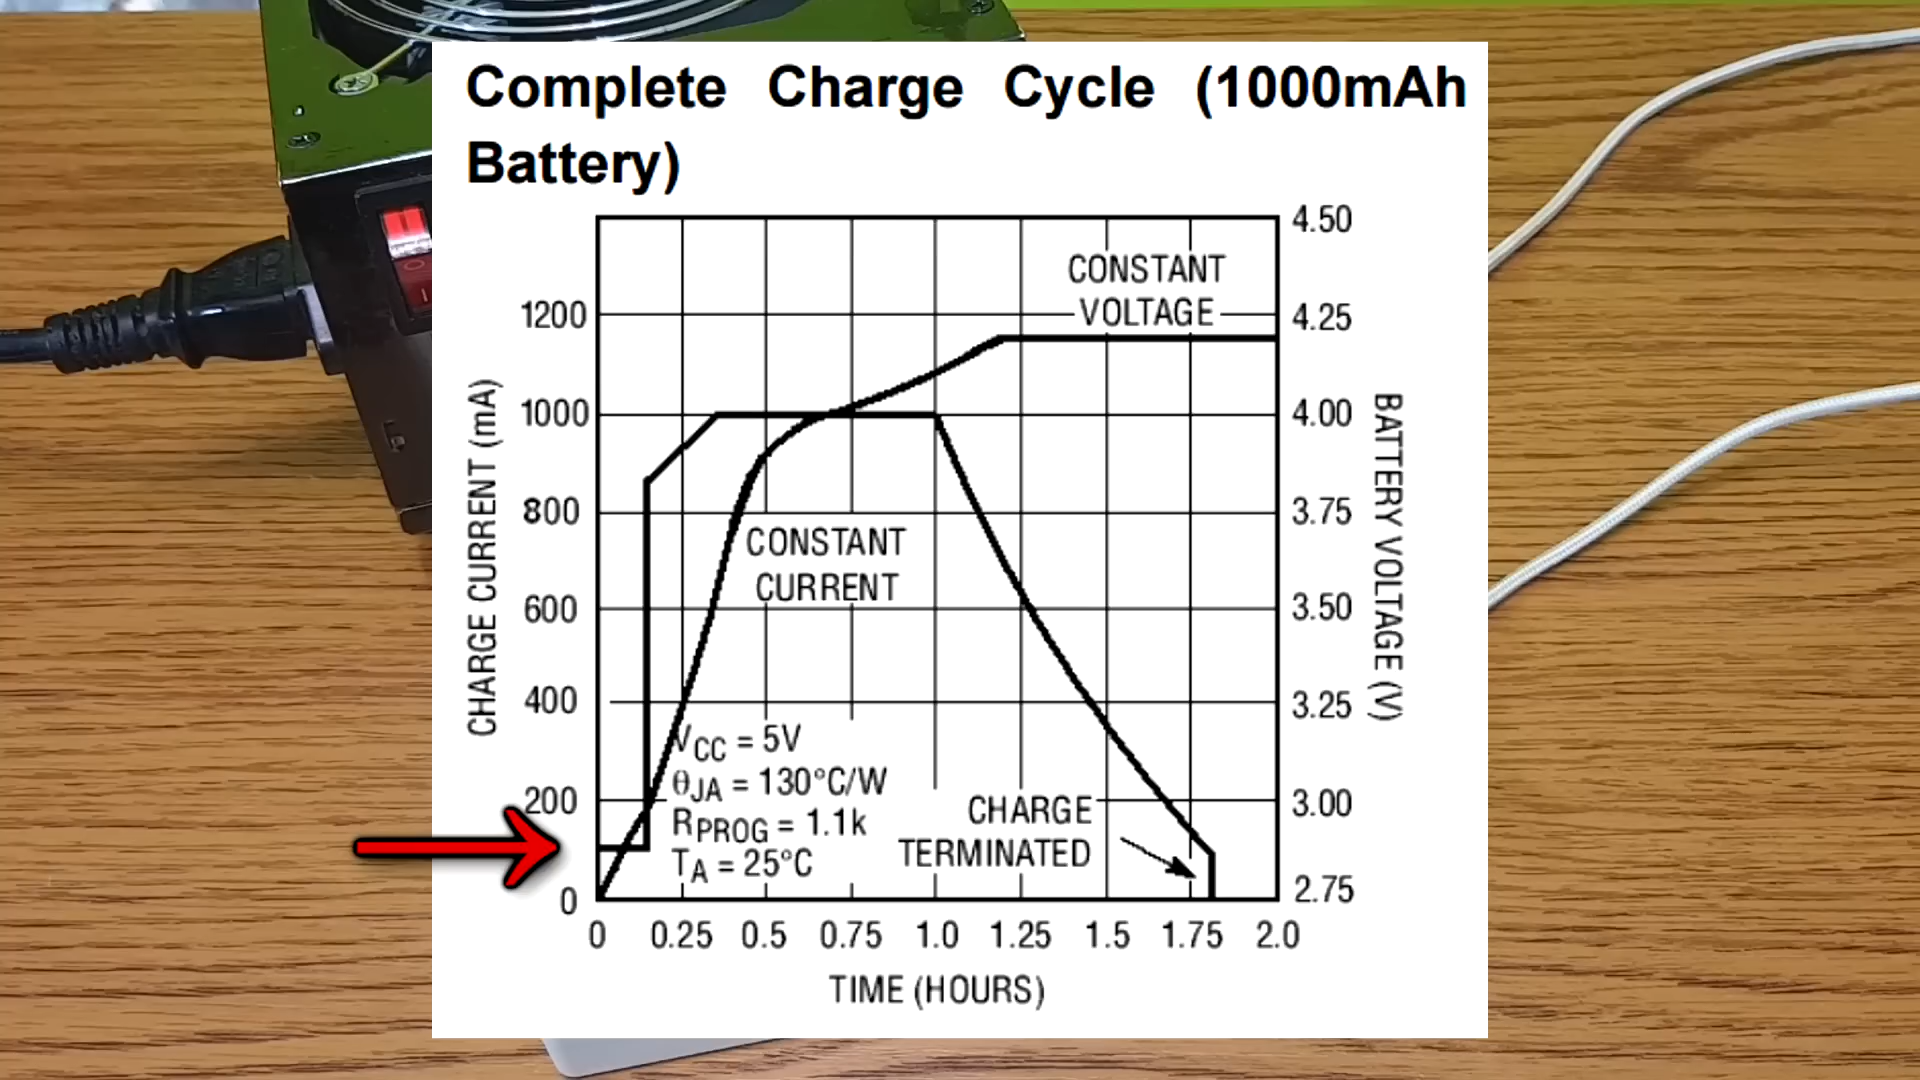 Complete Charge Cycle (1000mAh
Battery)
4.50
CONSTANT
VOLTAGE
1200
4.25
1000
4.00
800
3.75
CONSTANT
CURRENT
600
3.50
400
3.25
VCC = 5V
θJA = 130°C/W
RPROG = 1.1k
TA = 25°C
200
3.00
CHARGE
TERMINATED
0
2.75
CHARGE CURRENT (mA)
BATTERY VOLTAGE (V)
0 0.25 0.5 0.75 1.0 1.25 1.5 1.75 2.0
TIME (HOURS)